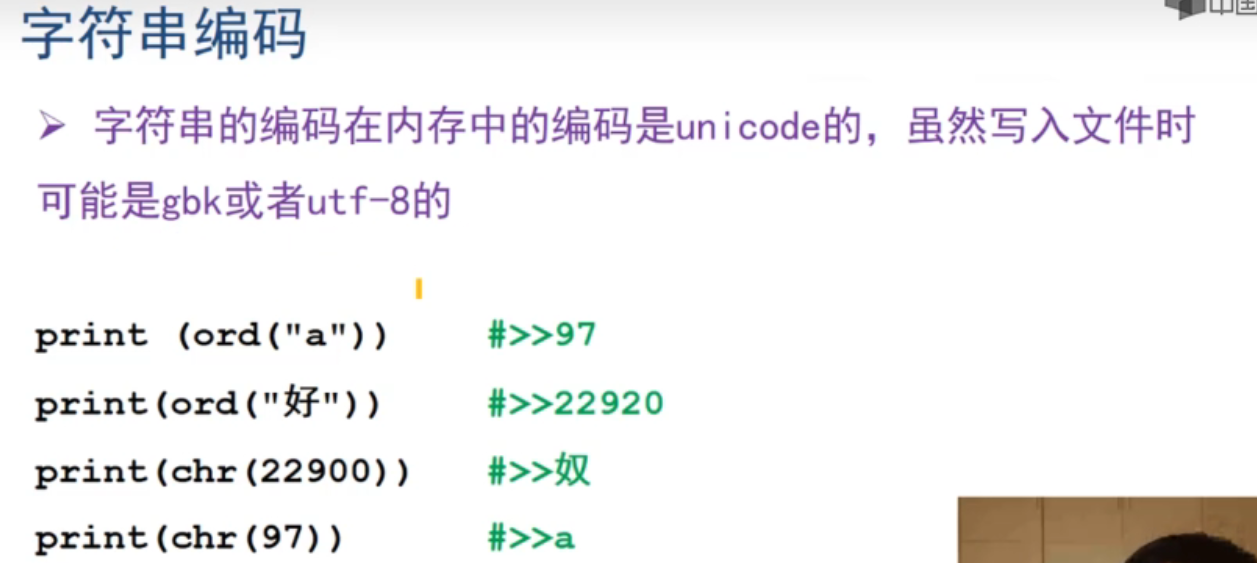 中国
字符串编码
➢ 字符串的编码在内存中的编码是unicode的，虽然写入文件时
可能是gbk或者utf-8的
print (ord("a")) #>>97
print(ord("好")) #>>22920
print(chr(22900)) #>>奴
print(chr(97)) #>>a